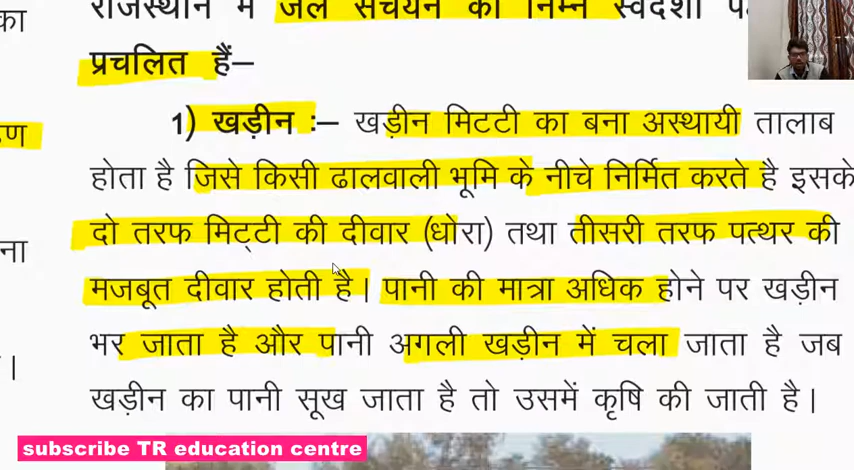 का
राजस्थान में जल संचयन की निम्न स्वदेशी
प्रचलित हैं–
1) खड़ीन :– खड़ीन मिटटी का बना अस्थायी तालाब
होता है जिसे किसी ढालवाली भूमि के नीचे निर्मित करते है इसके
दो तरफ मिट्टी की दीवार (धोरा) तथा तीसरी तरफ पत्थर की
ना
मजबूत दीवार होती है। पानी की मात्रा अधिक होने पर खड़ीन
भर जाता है और पानी अगली खड़ीन में चला जाता है जब
खड़ीन का पानी सूख जाता है तो उसमें कृषि की जाती है।
subscribe TR education centre